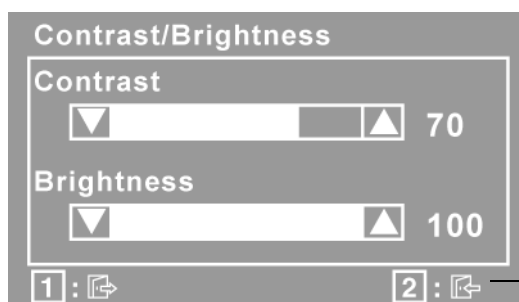 Contrast/Brightness
Contrast
70
Brightness
100
1 : 2 :